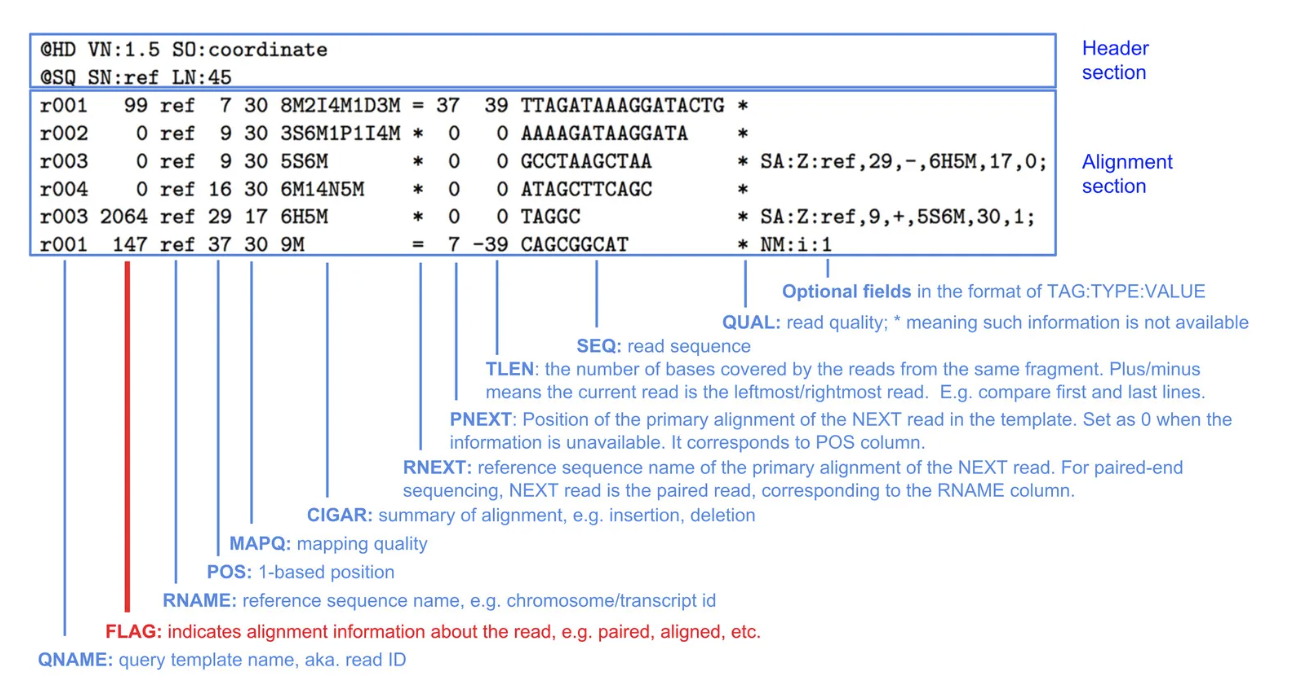 @HD VN:1.5 SO:coordinate
@SQ SN:ref LN:45
Header
section
r001 99 ref 7 30 8M2I4M1D3M = 37 39 TTAGATAAAGGATACTG *
r002 0 ref 9 30 3S6M1P1I4M * 0 0 AAAAGATAAGGATA *
r003 0 ref 9 30 5S6M * 0 0 GCCTAAGCTAA * SA:Z:ref,29,-,6H5M,17,0;
r004 0 ref 16 30 6M14N5M * 0 0 ATAGCTTCAGC *
r003 2064 ref 29 17 6H5M * 0 0 TAGGC * SA:Z:ref,9,+,5S6M,30,1;
r001 147 ref 37 30 9M = 7 -39 CAGCGGCAT * NM:i:1
Alignment
section
Optional fields in the format of TAG:TYPE:VALUE
QUAL: read quality; * meaning such information is not available
SEQ: read sequence
TLEN: the number of bases covered by the reads from the same fragment. Plus/minus
means the current read is the leftmost/rightmost read. E.g. compare first and last lines.
PNEXT: Position of the primary alignment of the NEXT read in the template. Set as 0 when the
information is unavailable. It corresponds to POS column.
RNEXT: reference sequence name of the primary alignment of the NEXT read. For paired-end
sequencing, NEXT read is the paired read, corresponding to the RNAME column.
CIGAR: summary of alignment, e.g. insertion, deletion
MAPQ: mapping quality
POS: 1-based position
RNAME: reference sequence name, e.g. chromosome/transcript id
FLAG: indicates alignment information about the read, e.g. paired, aligned, etc.
QNAME: query template name, aka. read ID